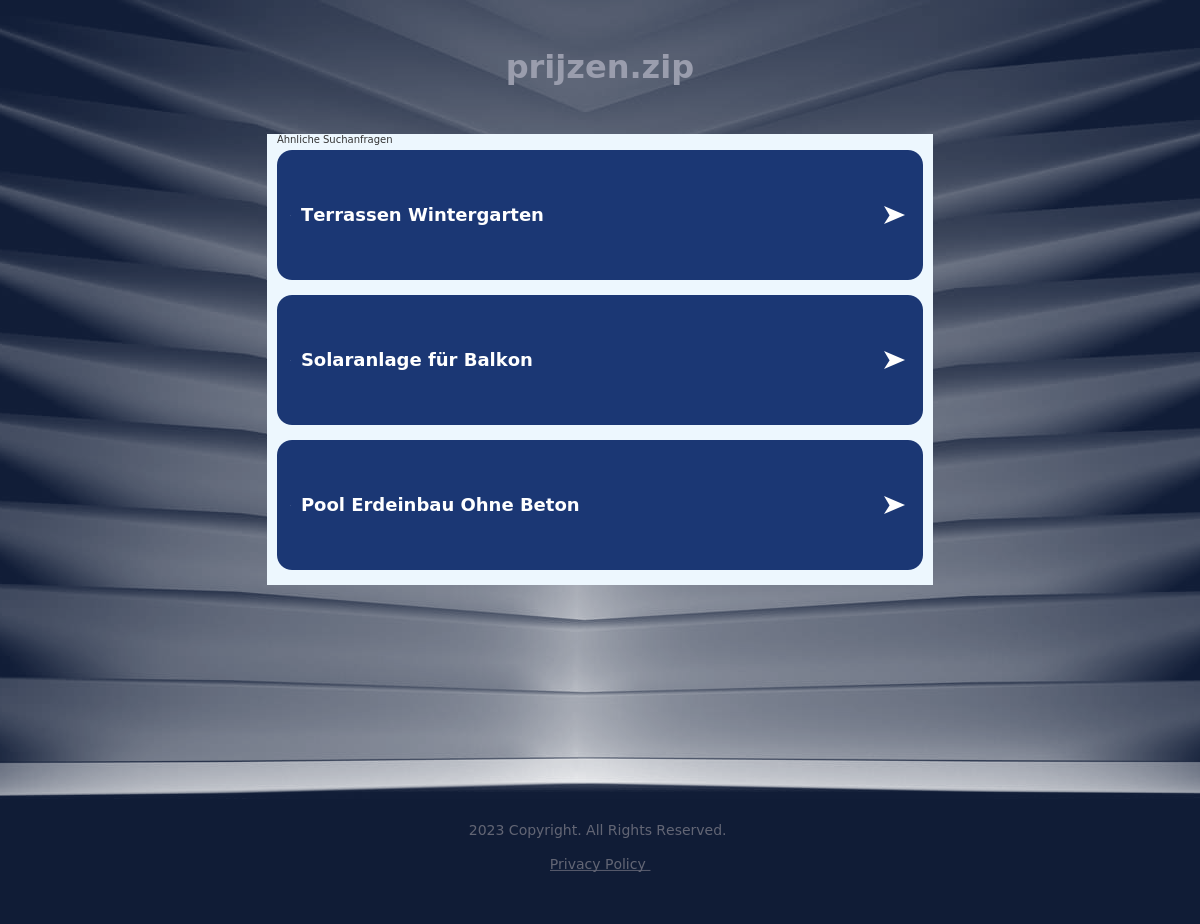 prijzen.zip
Ähnliche Suchanfragen
Terrassen Wintergarten
Solaranlage für Balkon
Pool Erdeinbau Ohne Beton
2023 Copyright. All Rights Reserved.
Privacy Policy